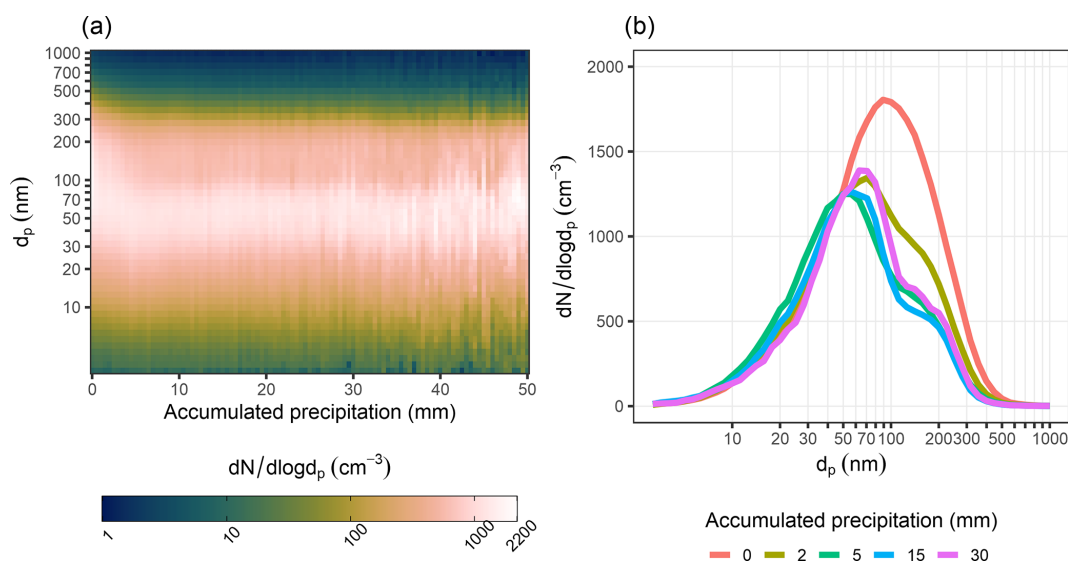 (a)
1000
700
500
300
200
100
70
50
30
20
10
dp (nm)
0 10 20 30 40 50
Accumulated precipitation (mm)
dN/dlogdp (cm−3)
1 10 100 1000 2200
(b)
2000
1500
1000
500
0
dN/dlogdp (cm−3)
10 20 30 50 70 100 200 300 500 1000
dp (nm)
Accumulated precipitation (mm)
0 2 5 15 30